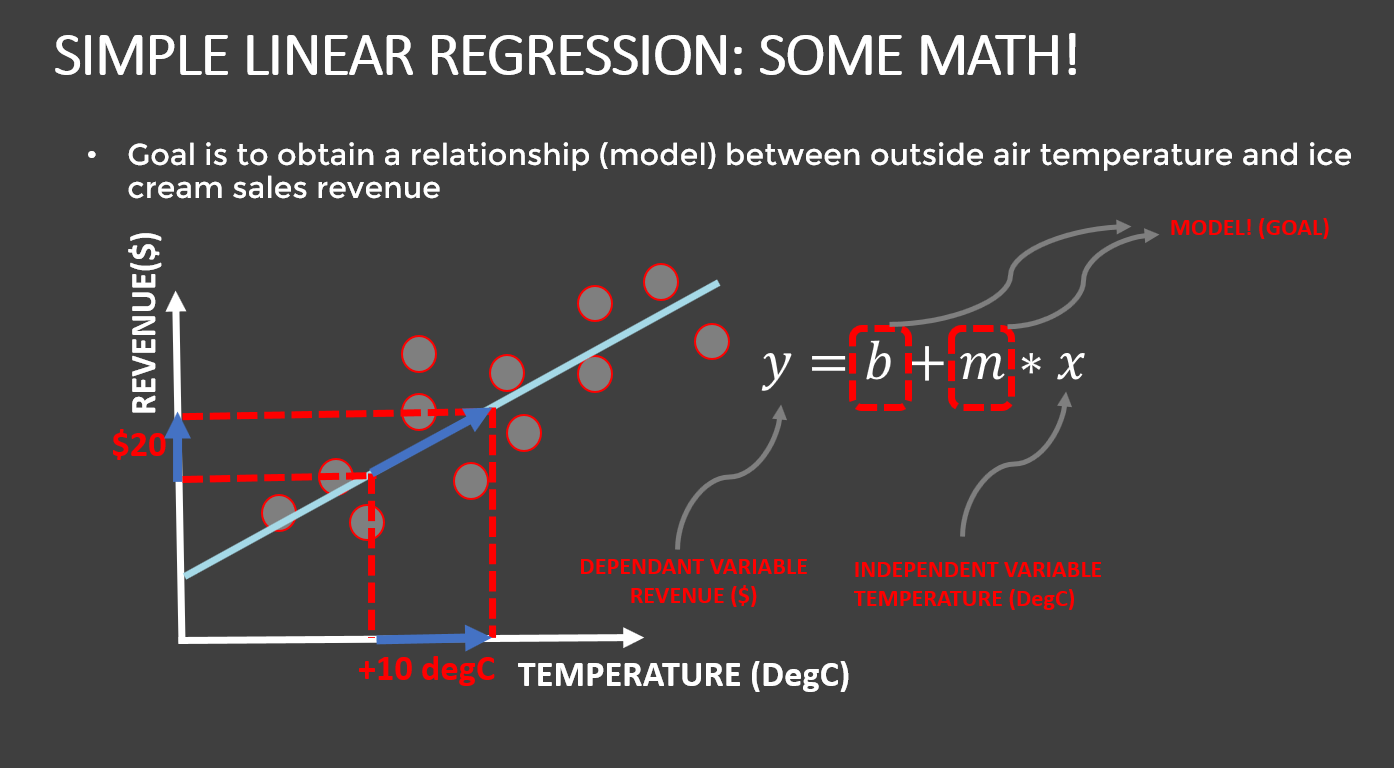 SIMPLE LINEAR REGRESSION: SOME MATH!
• Goal is to obtain a relationship (model) between outside air temperature and ice
cream sales revenue
MODEL! (GOAL)
REVENUE($)
y = b + m * x
$20
DEPENDANT VARIABLE
REVENUE ($)
INDEPENDENT VARIABLE
TEMPERATURE (DegC)
+10 degC
TEMPERATURE (DegC)